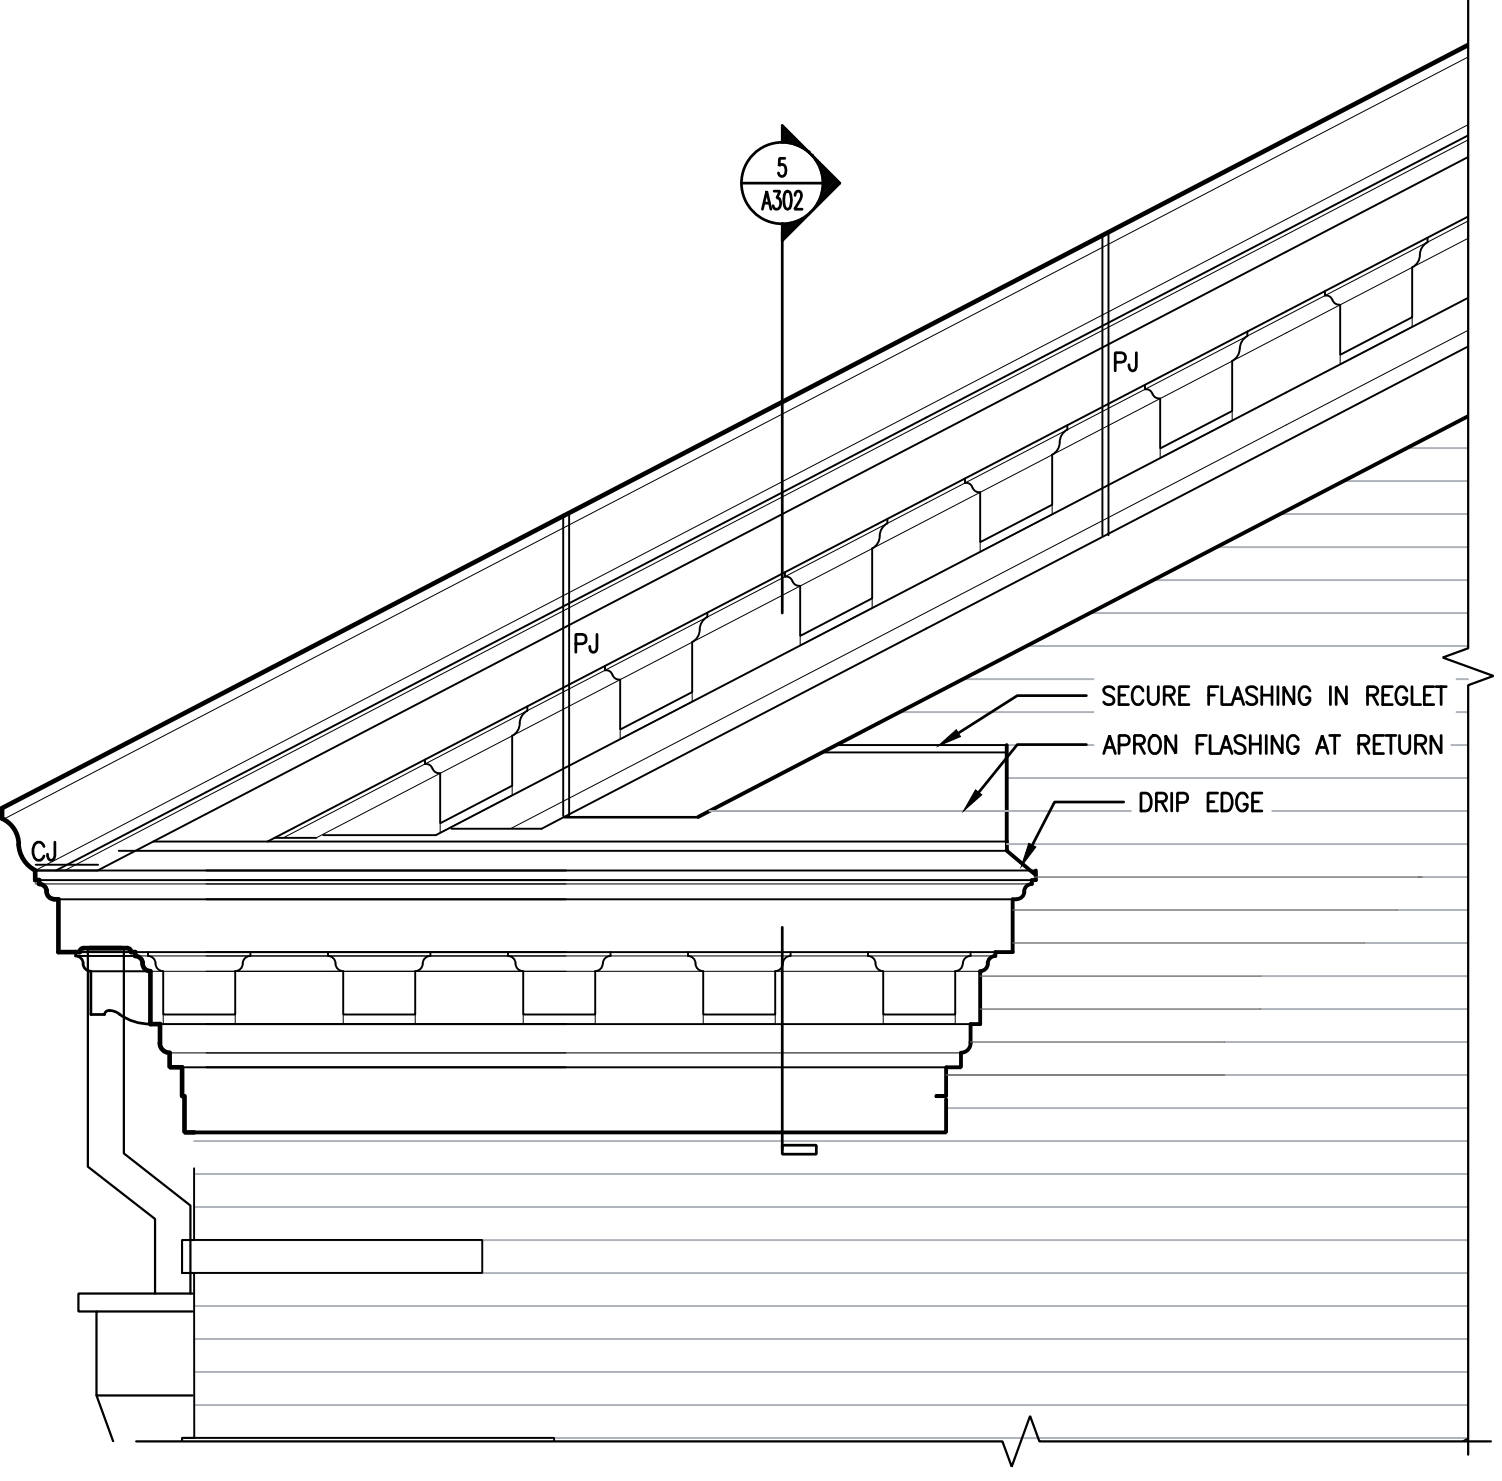 5
A302
PJ
PJ
SECURE FLASHING IN REGLET
APRON FLASHING AT RETURN
DRIP EDGE
CJ